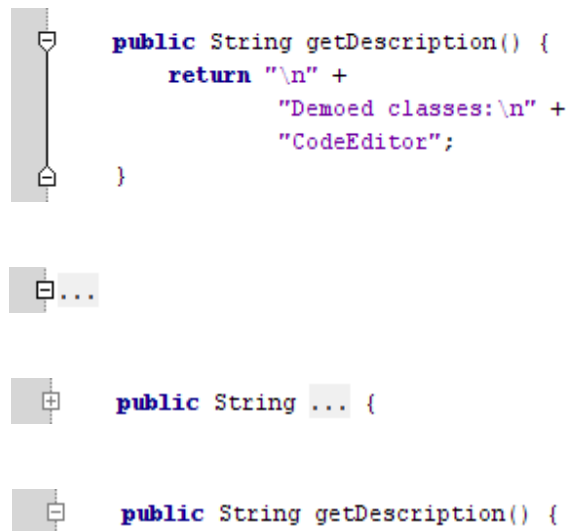 public String getDescription() {
return "\n" +
"Demoed classes:\n" +
"CodeEditor";
}
...
public String ... {
public String getDescription() {